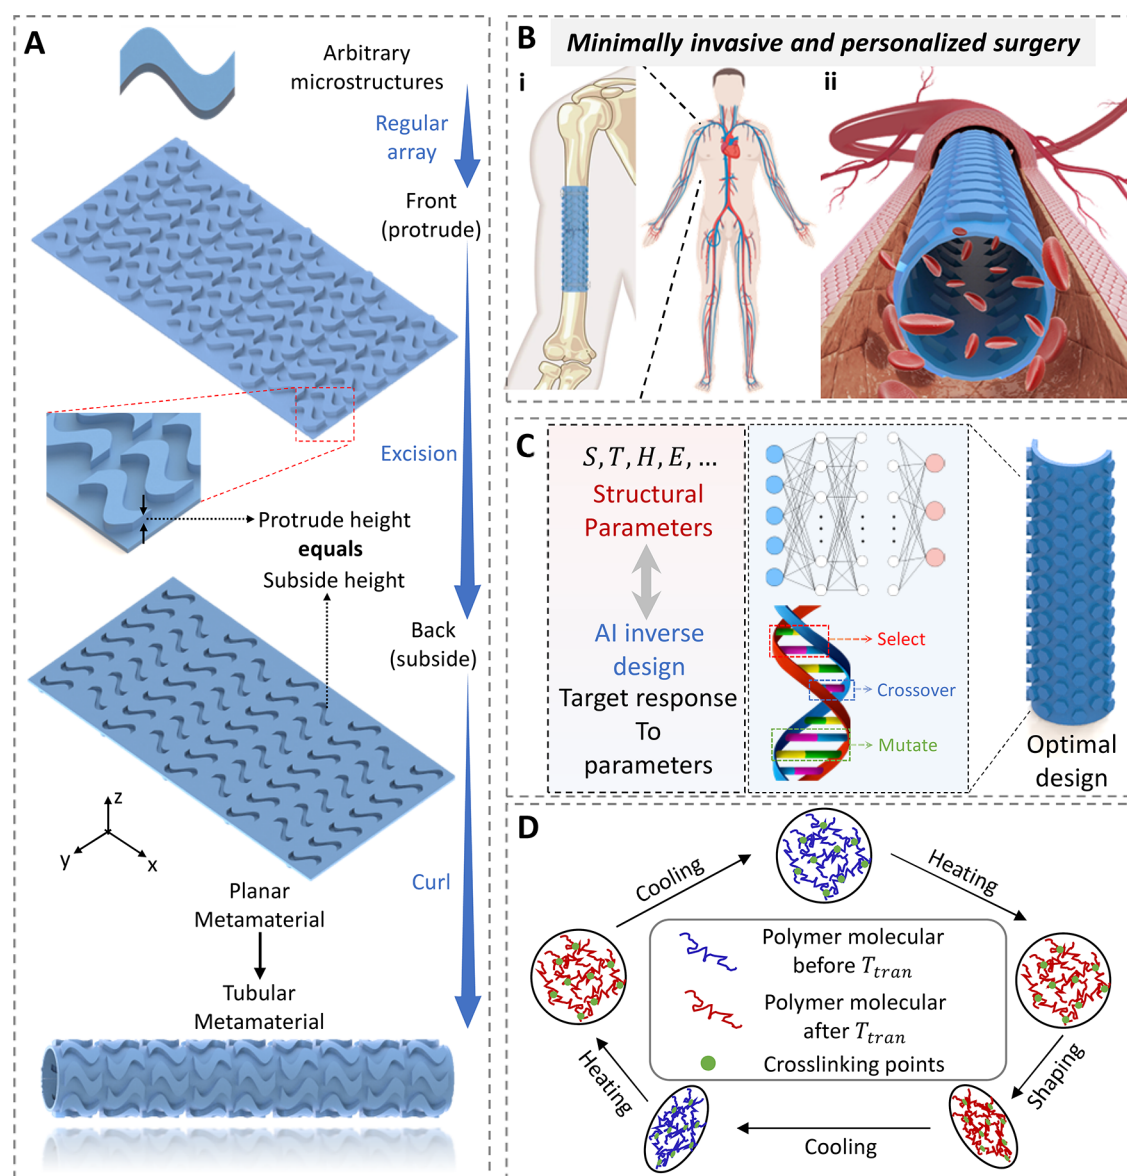 A
Arbitrary
microstructures
Regular
array
Front
(protrude)
Excision
Protrude height
equals
Subside height
Back
(subside)
z
y
x
Curl
Planar
Metamaterial
Tubular
Metamaterial
B
Minimally invasive and personalized surgery
i
ii
C
S, T, H, E, ...
Structural
Parameters
AI inverse
design
Target response
To
parameters
Select
Crossover
Mutate
Optimal
design
D
Cooling
Heating
Polymer molecular
before T_tran
Polymer molecular
after T_tran
Crosslinking points
Heating
Shaping
Cooling